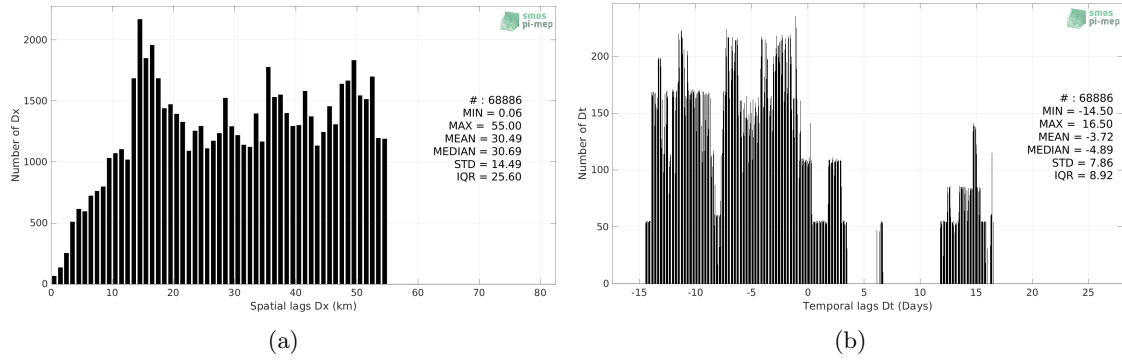 smos
pi-mep
2000
1500
1000
500
0
Number of Dx
# : 68886
MIN = 0.06
MAX = 55.00
MEAN = 30.49
MEDIAN = 30.69
STD = 14.49
IQR = 25.60
0 10 20 30 40 50 60 70 80
Spatial lags Dx (km)
(a)
smos
pi-mep
200
150
100
50
0
Number of Dt
# : 68886
MIN = -14.50
MAX = 16.50
MEAN = -3.72
MEDIAN = -4.89
STD = 7.86
IQR = 8.92
-15 -10 -5 0 5 10 15 20 25
Temporal lags Dt (Days)
(b)